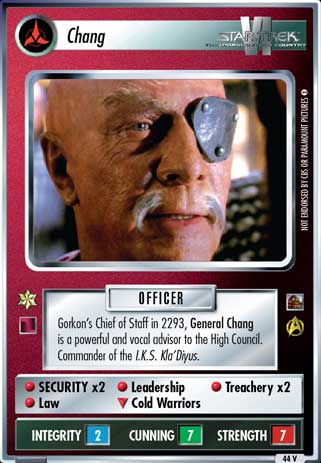 Chang
STAR TREK VI
THE UNDISCOVERED COUNTRY
NOT ENDORSED BY CBS OR PARAMOUNT PICTURES
OFFICER
Gorkon's Chief of Staff in 2293, General Chang
is a powerful and vocal advisor to the High Council.
Commander of the I.K.S. Kla'Diyus.
SECURITY x2 Leadership Treachery x2
Law Cold Warriors
INTEGRITY 2 CUNNING 7 STRENGTH 7
44 V